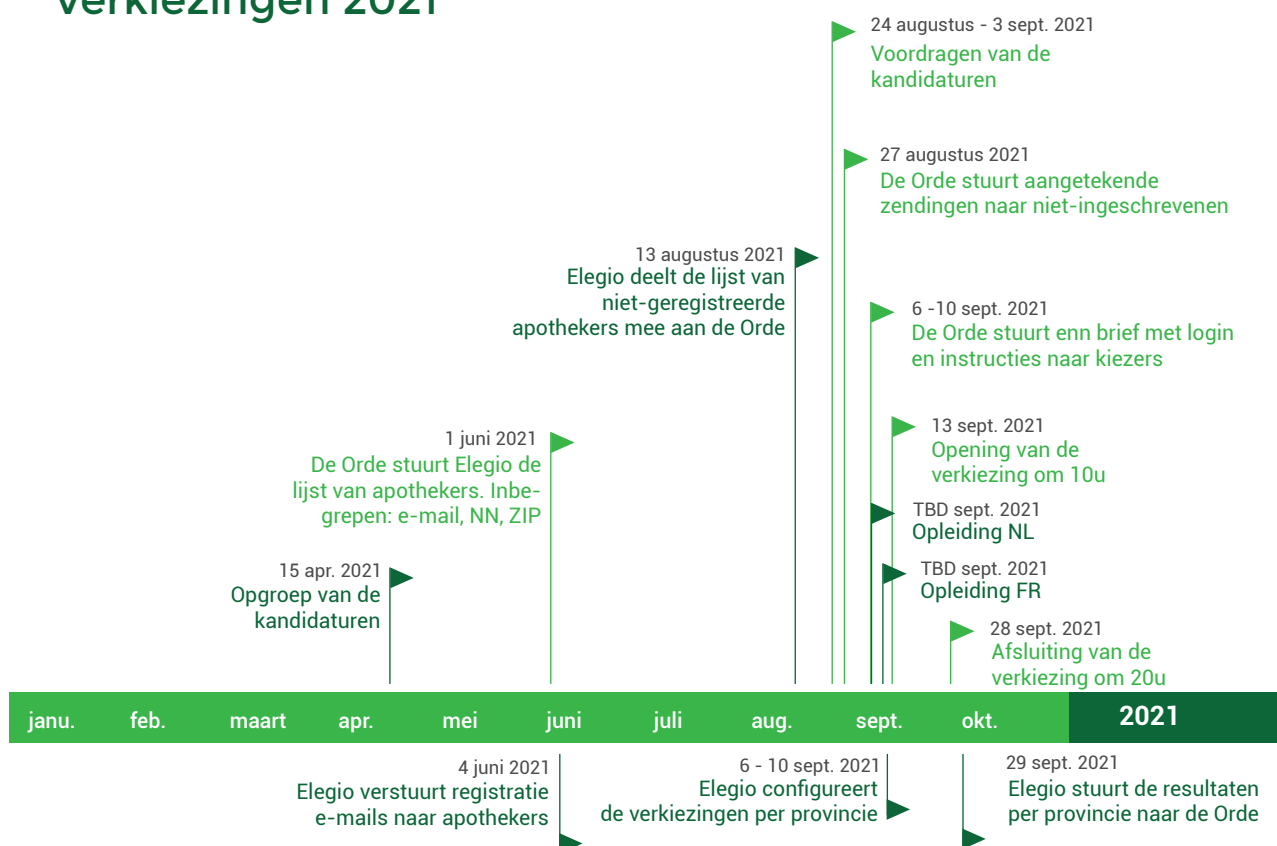 verkiezingen 2021
24 augustus - 3 sept. 2021
Voordragen van de
kandidaturen
27 augustus 2021
De Orde stuurt aangetekende
zendingen naar niet-ingeschrevenen
13 augustus 2021
Elegio deelt de lijst van
niet-geregistreerde
apothekers mee aan de Orde
6 -10 sept. 2021
De Orde stuurt enn brief met login
en instructies naar kiezers
1 juni 2021
De Orde stuurt Elegio de
lijst van apothekers. Inbe-
grepen: e-mail, NN, ZIP
13 sept. 2021
Opening van de
verkiezing om 10u
TBD sept. 2021
Opleiding NL
15 apr. 2021
Opgroep van de
kandidaturen
TBD sept. 2021
Opleiding FR
28 sept. 2021
Afsluiting van de
verkiezing om 20u
janu. feb. maart apr. mei juni juli aug. sept. okt. 2021
4 juni 2021
Elegio verstuurt registratie
e-mails naar apothekers
6 - 10 sept. 2021
Elegio configureert
de verkiezingen per provincie
29 sept. 2021
Elegio stuurt de resultaten
per provincie naar de Orde